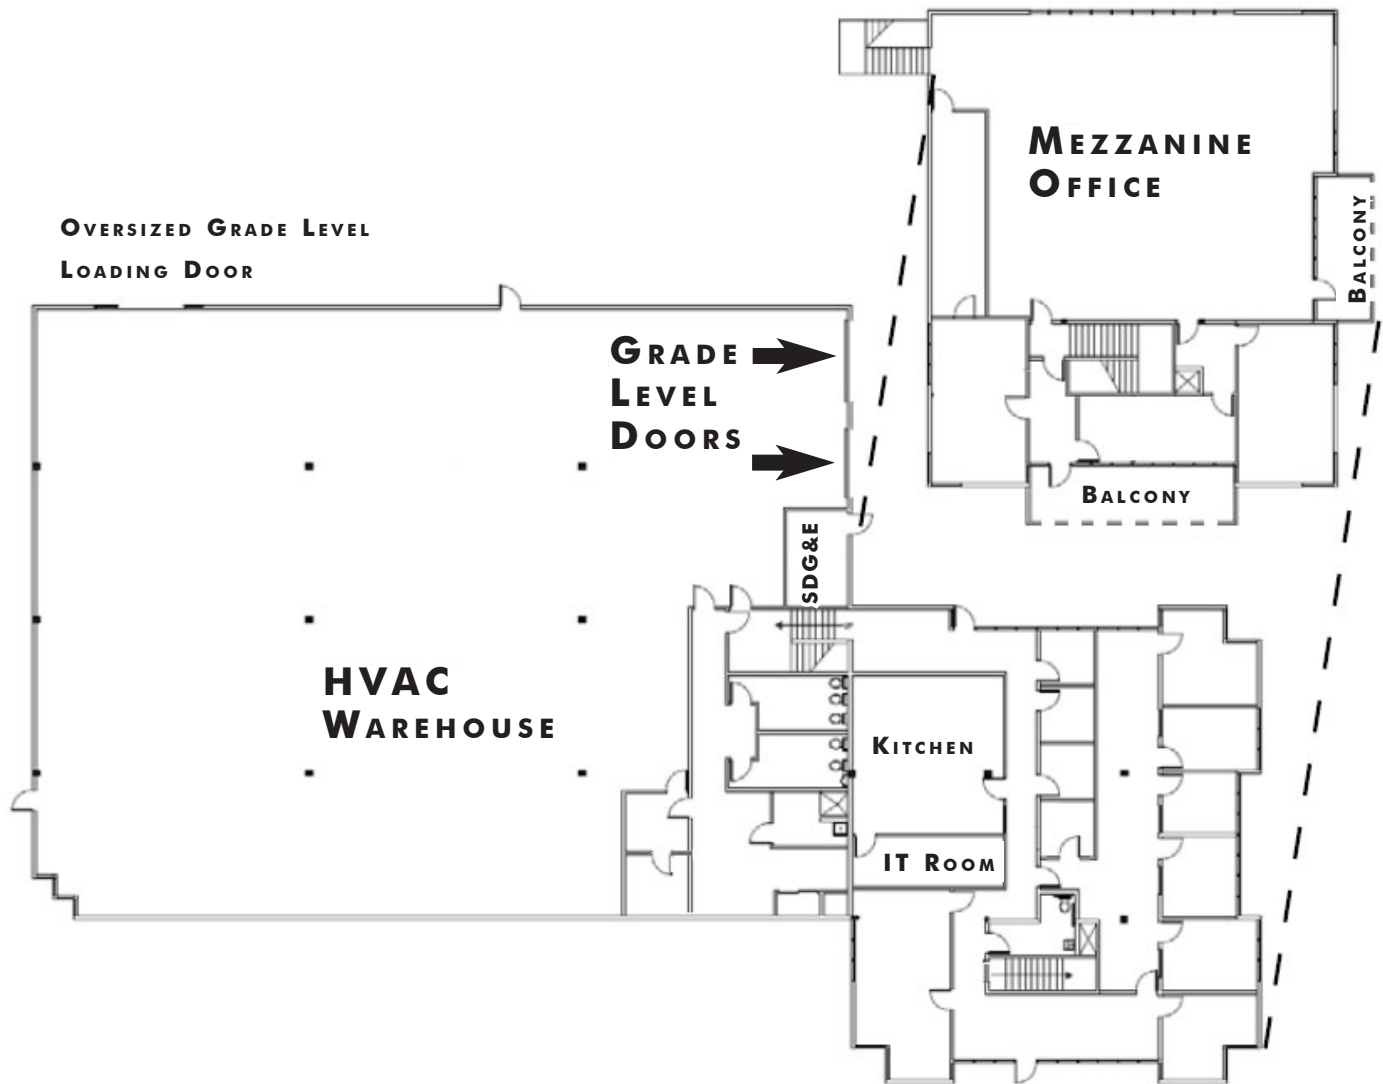 Mezzanine
Office
Balcony
Oversized Grade Level
Loading Door
Grade
Level
Doors
Balcony
SDG&E
HVAC
Warehouse
Kitchen
IT Room